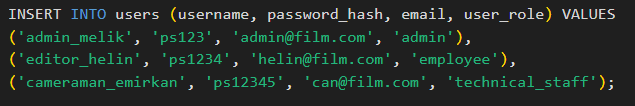 INSERT INTO users (username, password_hash, email, user_role) VALUES
('admin_melik', 'ps123', 'admin@film.com', 'admin'),
('editor_helin', 'ps1234', 'helin@film.com', 'employee'),
('cameraman_emirkan', 'ps12345', 'can@film.com', 'technical_staff');